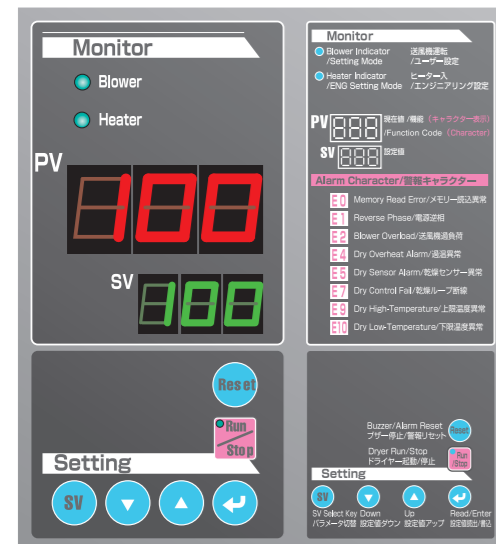 Monitor
Blower
Heater
PV
100
SV
100
Reset
Run
Stop
Setting
SV
Monitor
Blower Indicator 送風機運転
/Setting Mode /ユーザー設定
Heater Indicator ヒーター入
/ENG Setting Mode /エンジニアリング設定
PV 888 現在値/機能（キャラクター表示）
/Function Code（Character）
SV 888 設定値
Alarm Character/警報キャラクター
E0 Memory Read Error/メモリー読込異常
E1 Reverse Phase/電源逆相
E2 Blower Overload/送風機過負荷
E4 Dry Overheat Alarm/過温異常
E5 Dry Sensor Alarm/乾燥センサー異常
E7 Dry Control Fail/乾燥ループ断線
E9 Dry High-Temperature/上限温度異常
E10 Dry Low-Temperature/下限温度異常
Buzzer/Alarm Reset
ブザー停止/警報リセット
Reset
Dryer Run/Stop
ドライヤー起動/停止
Run
/Stop
Setting
SV
SV Select Key Down Up Read/Enter
パラメータ切替 設定値ダウン 設定値アップ 設定値読出/書込